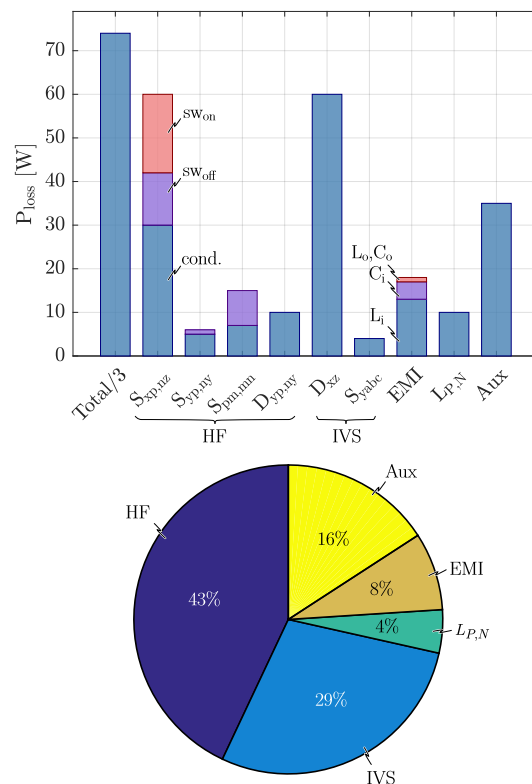 P_loss [W]
70
60
50
40
30
20
10
0
sw_on
sw_off
cond.
L_o,C_o
C_i
L_i
Total/3
S_xp,nz
S_yp,ny
S_pm,mn
D_yp,ny
D_xz
S_yabc
EMI
L_P,N
Aux
HF
IVS
Aux
HF
16%
EMI
8%
43%
4%
L_P,N
29%
IVS